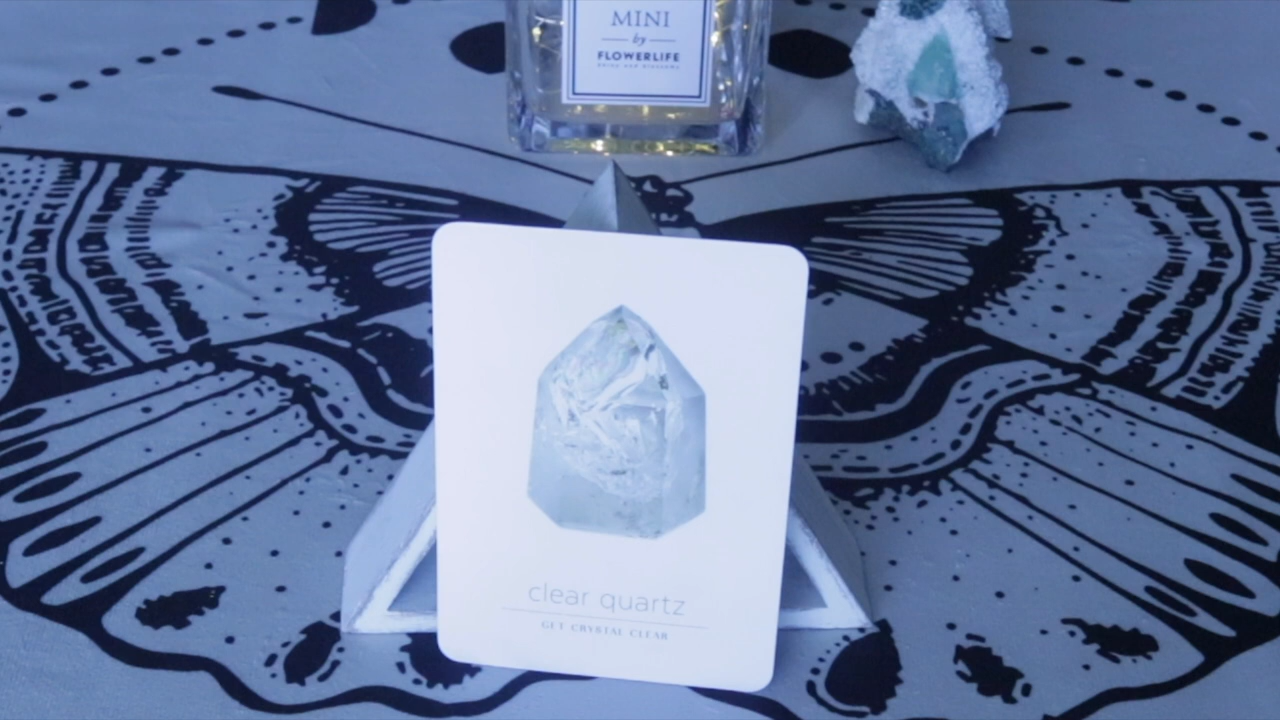 MINI
by
FLOWERLIFE
clear quartz
GET CRYSTAL CLEAR